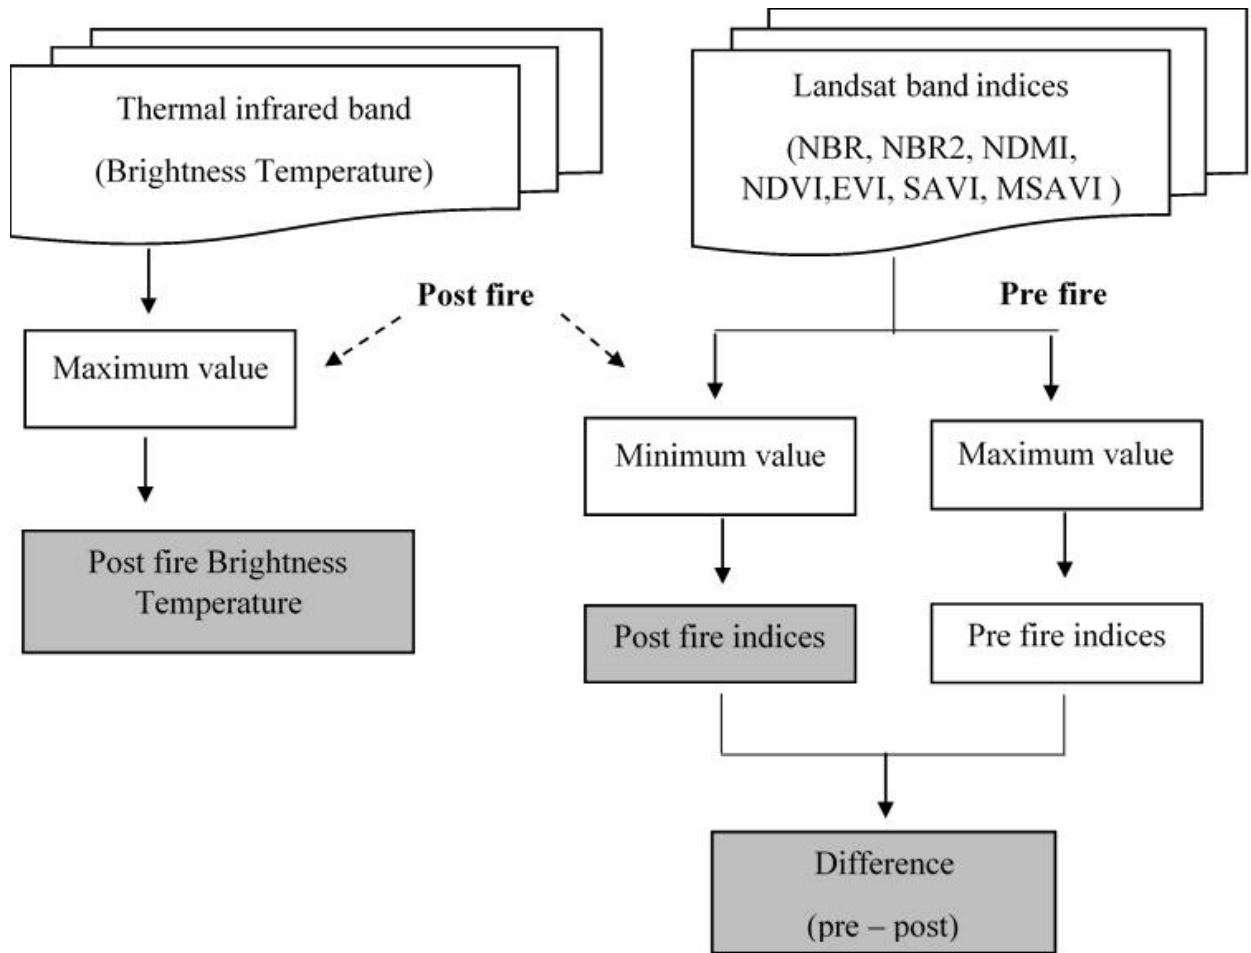 Thermal infrared band
(Brightness Temperature)
Landsat band indices
(NBR, NBR2, NDMI,
NDVI,EVI, SAVI, MSAVI )
Post fire
Pre fire
Maximum value
Minimum value
Maximum value
Post fire Brightness
Temperature
Post fire indices
Pre fire indices
Difference
(pre – post)